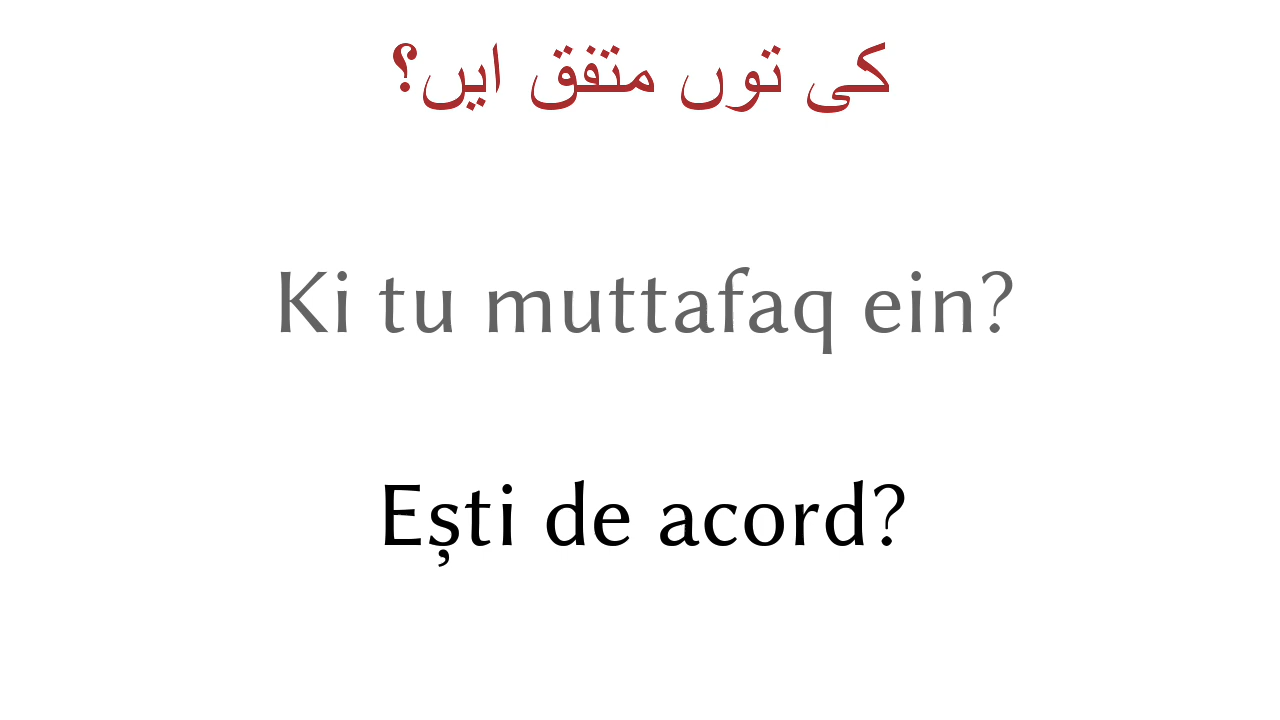 کی توں متفق ایں؟
Ki tu muttafaq ein?
Ești de acord?